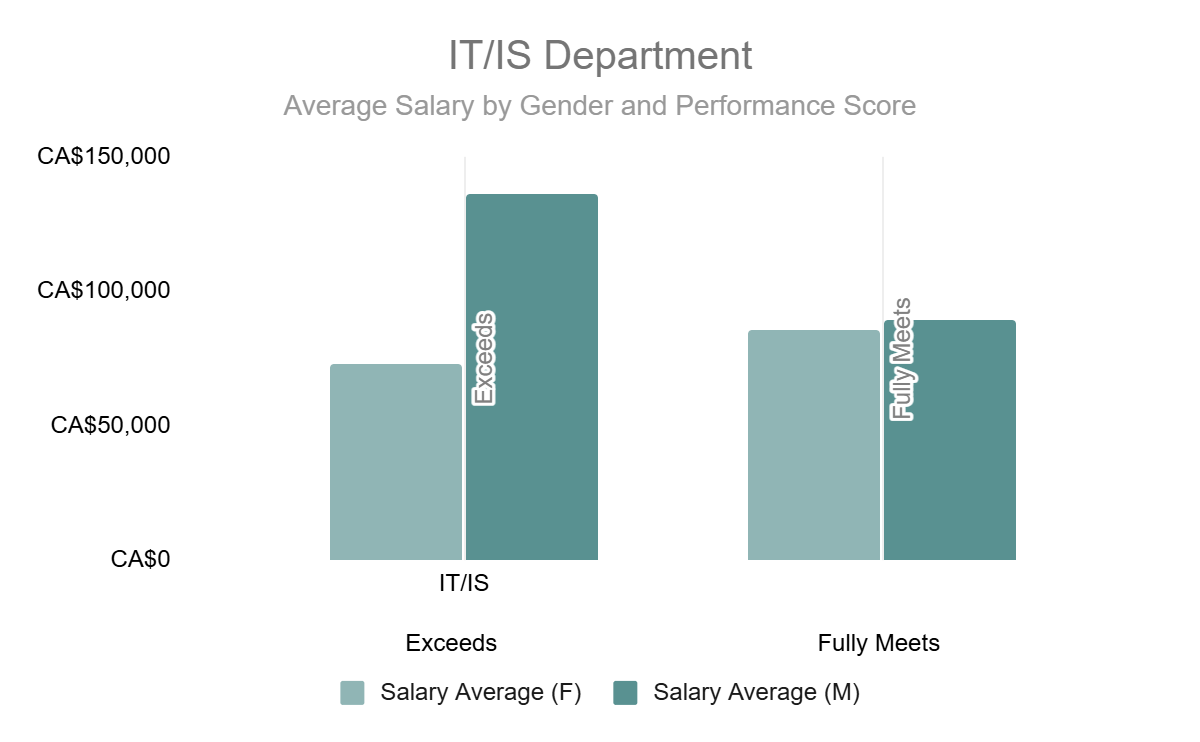 IT/IS Department
Average Salary by Gender and Performance Score
CA$150,000
CA$100,000
CA$50,000
CA$0
Exceeds
Fully Meets
IT/IS
Exceeds
Fully Meets
Salary Average (F)
Salary Average (M)